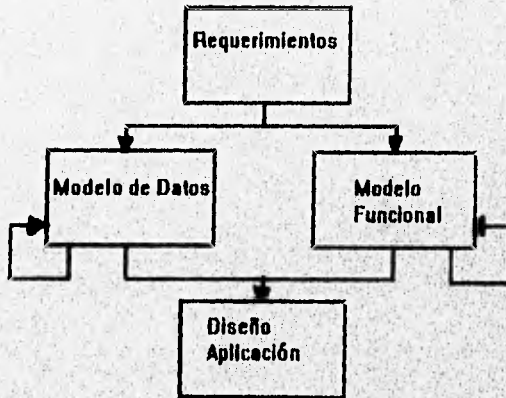 Requerimientos
Modelo de Datos
Modelo
Funcional
Diseño
Aplicación